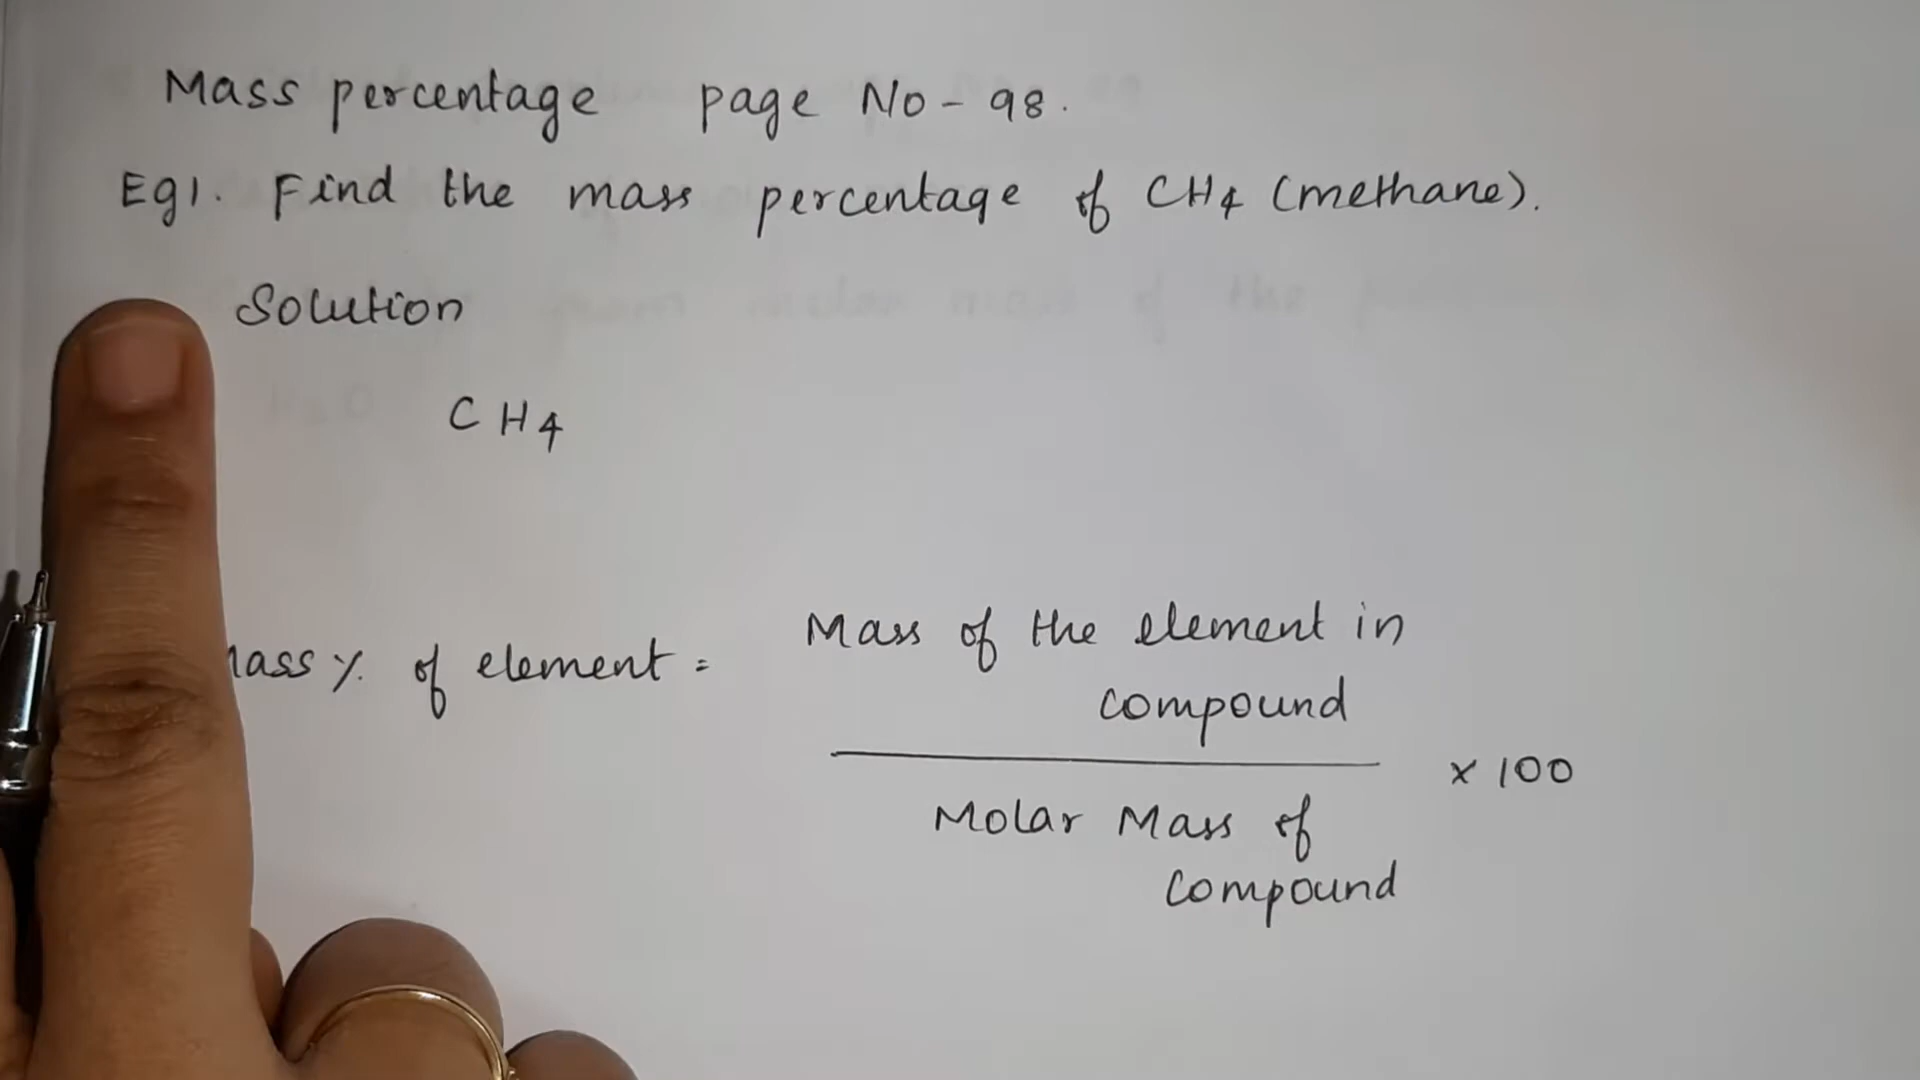 Mass percentage page No - 98.
Eg1. Find the mass percentage of CH4 (methane).
Solution
CH4
Mass of the element in
compound
ass % of element =
x 100
Molar Mass of
Compound